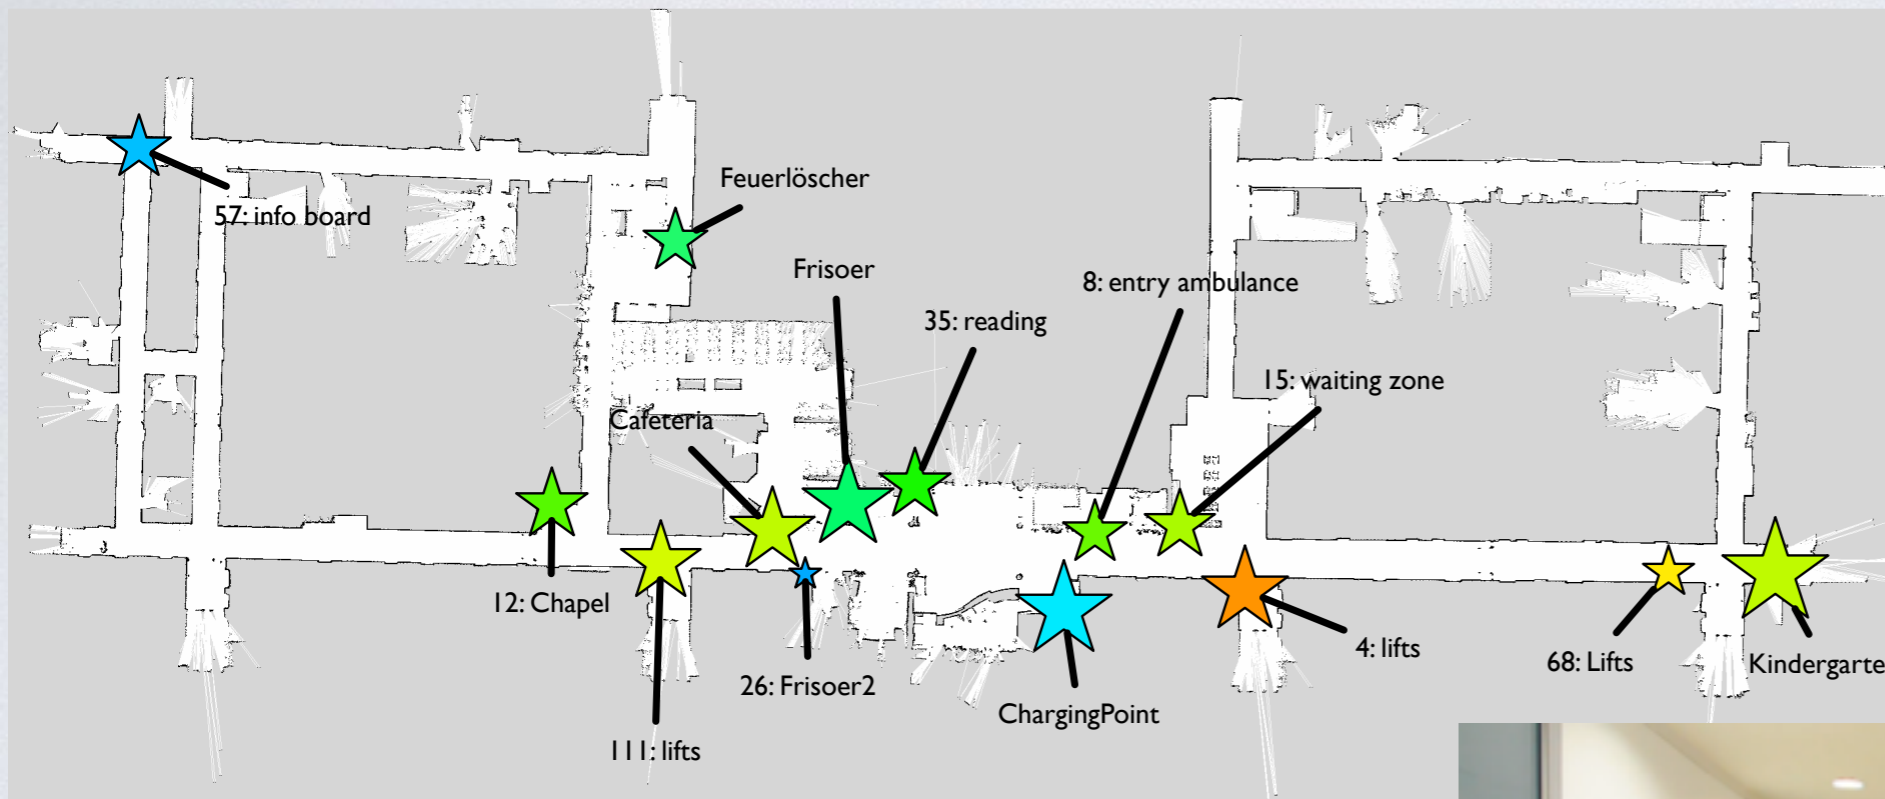 57: info board
Feuerlöscher
Frisoer
8: entry ambulance
35: reading
15: waiting zone
Cafeteria
12: Chapel
4: lifts
68: Lifts
Kindergarte
26: Frisoer2
ChargingPoint
111: lifts